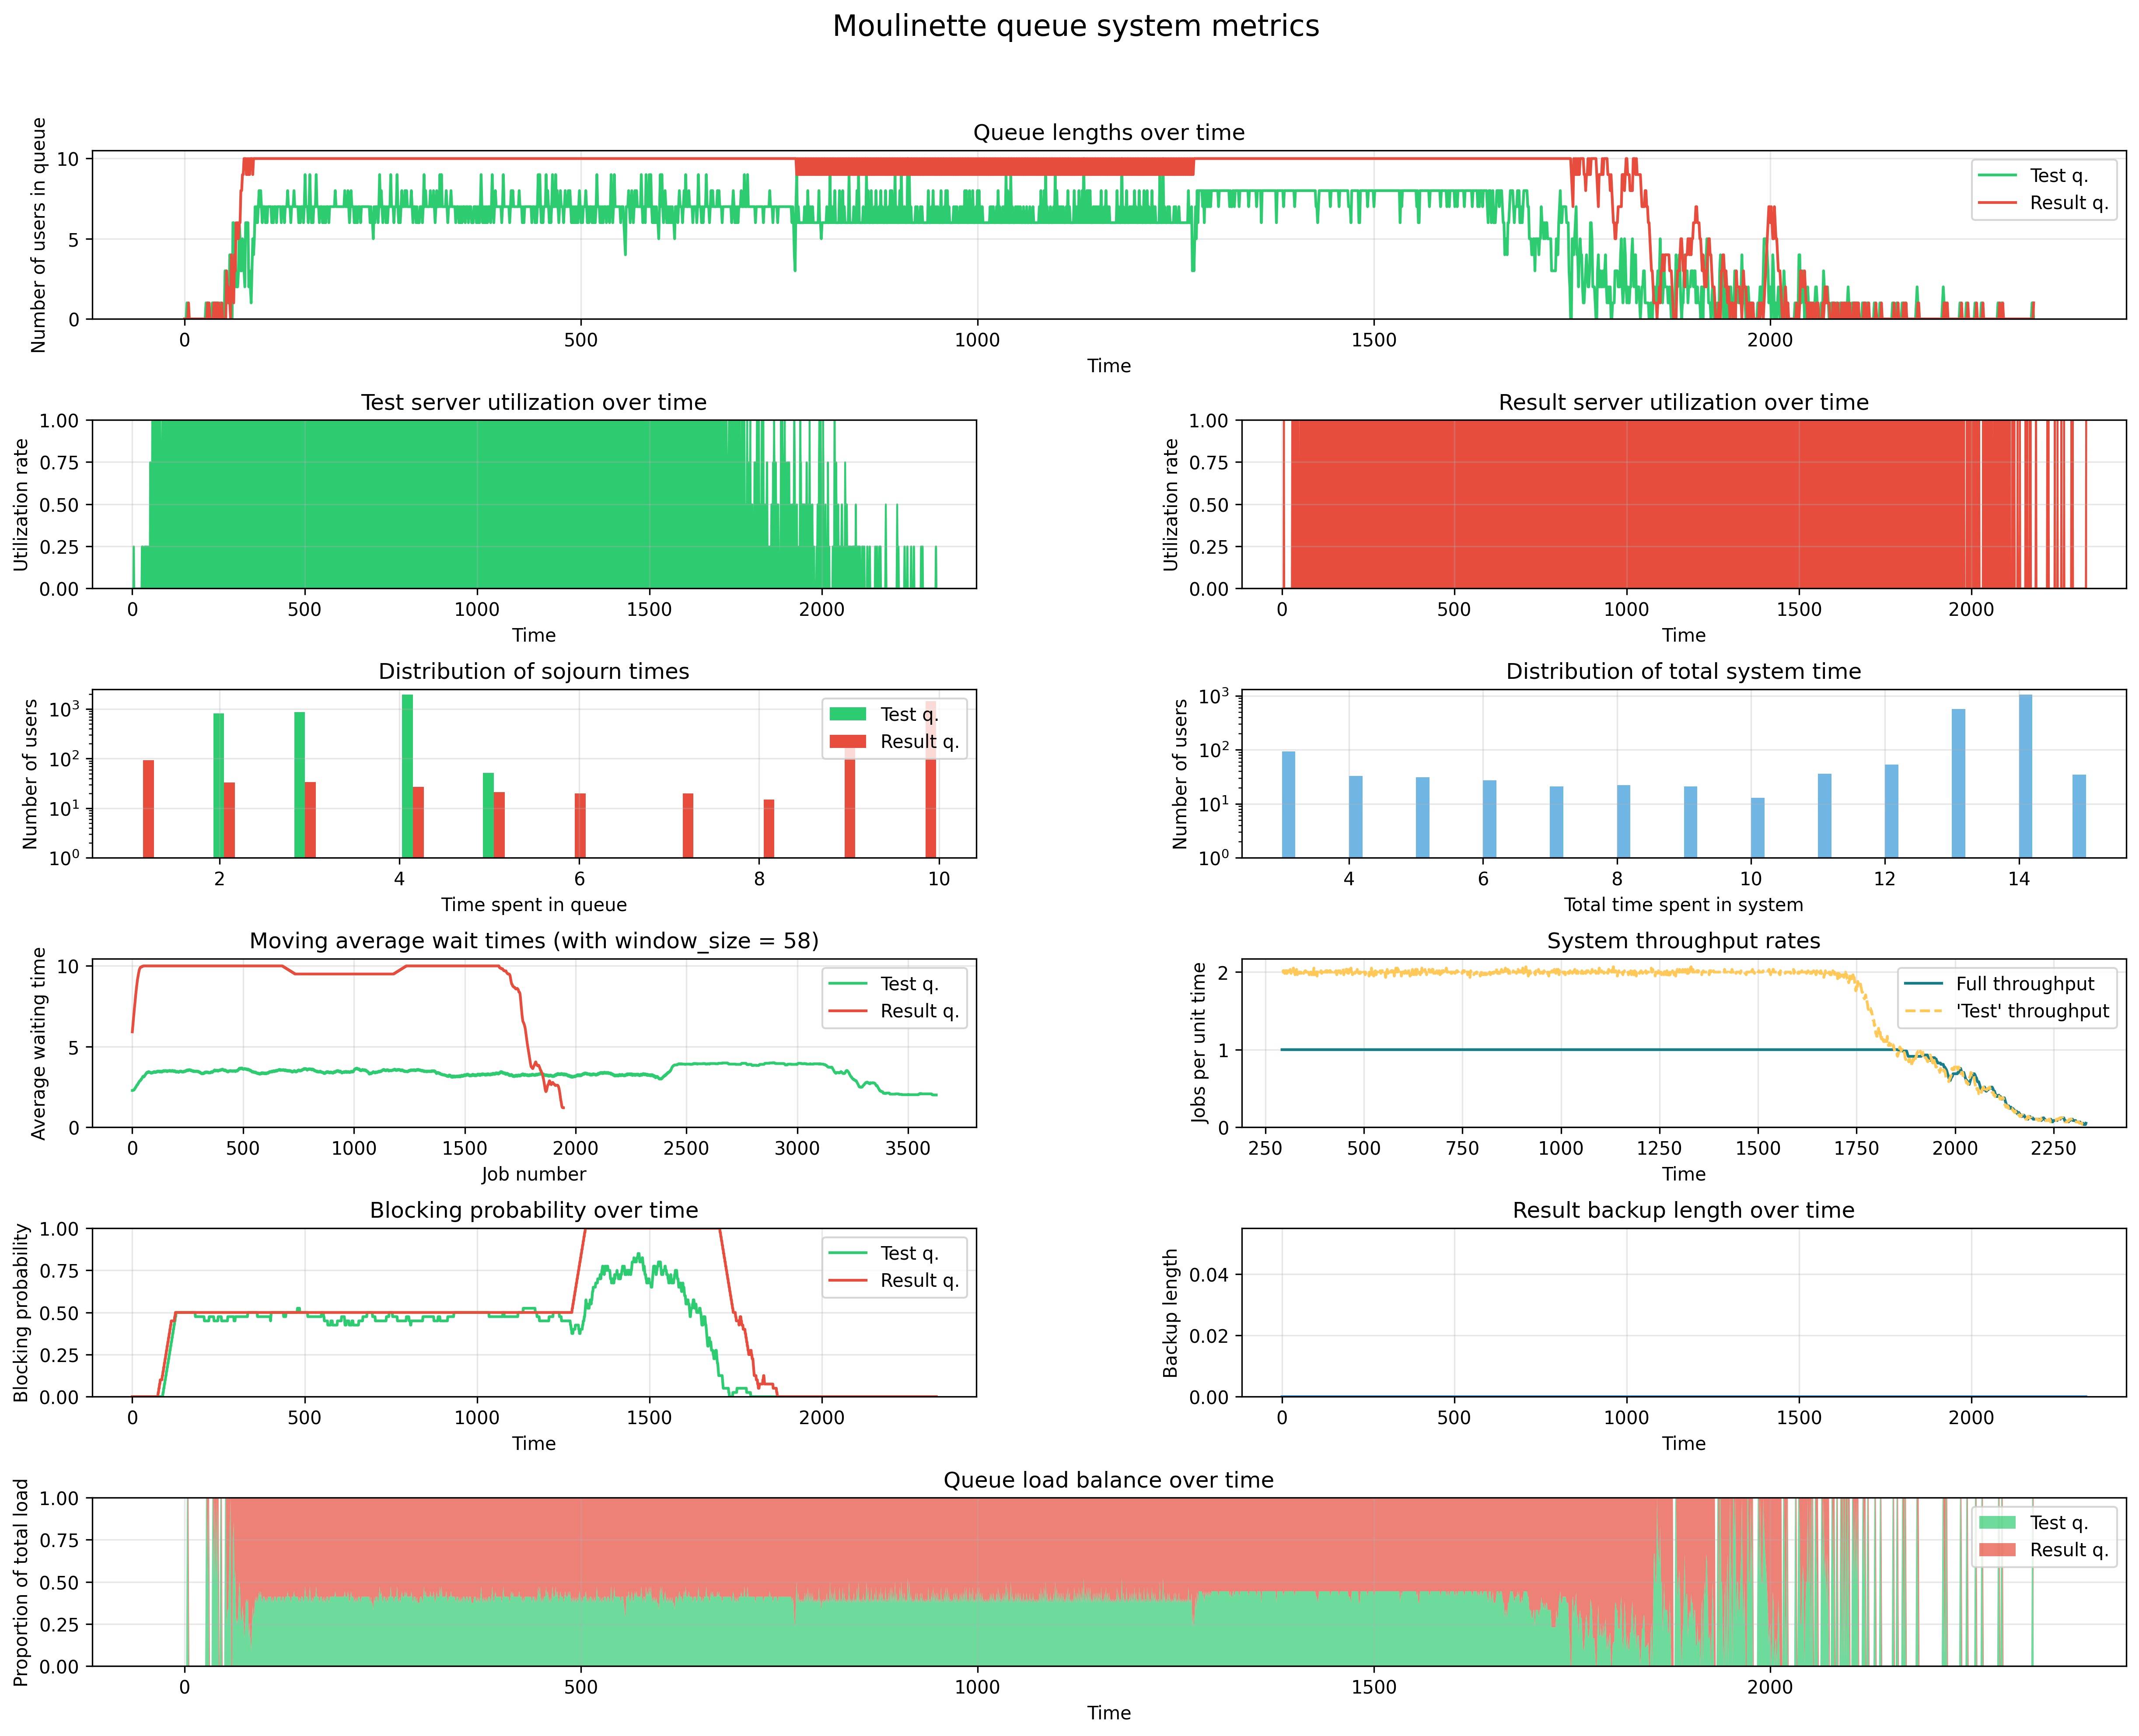 Moulinette queue system metrics
Queue lengths over time
Number of users in queue
10
5
0
Test q.
Result q.
0 500 1000 1500 2000
Time
Test server utilization over time
Utilization rate
1.00
0.75
0.50
0.25
0.00
0 500 1000 1500 2000
Time
Result server utilization over time
Utilization rate
1.00
0.75
0.50
0.25
0.00
0 500 1000 1500 2000
Time
Distribution of sojourn times
Number of users
10³
10²
10¹
10⁰
Test q.
Result q.
2 4 6 8 10
Time spent in queue
Distribution of total system time
Number of users
10³
10²
10¹
10⁰
4 6 8 10 12 14
Total time spent in system
Moving average wait times (with window_size = 58)
Average waiting time
10
5
0
Test q.
Result q.
0 500 1000 1500 2000 2500 3000 3500
Job number
System throughput rates
Jobs per unit time
2
1
0
Full throughput
'Test' throughput
250 500 750 1000 1250 1500 1750 2000 2250
Time
Blocking probability over time
Blocking probability
1.00
0.75
0.50
0.25
0.00
Test q.
Result q.
0 500 1000 1500 2000
Time
Result backup length over time
Backup length
0.04
0.02
0.00
0 500 1000 1500 2000
Time
Queue load balance over time
Proportion of total load
1.00
0.75
0.50
0.25
0.00
Test q.
Result q.
0 500 1000 1500 2000
Time